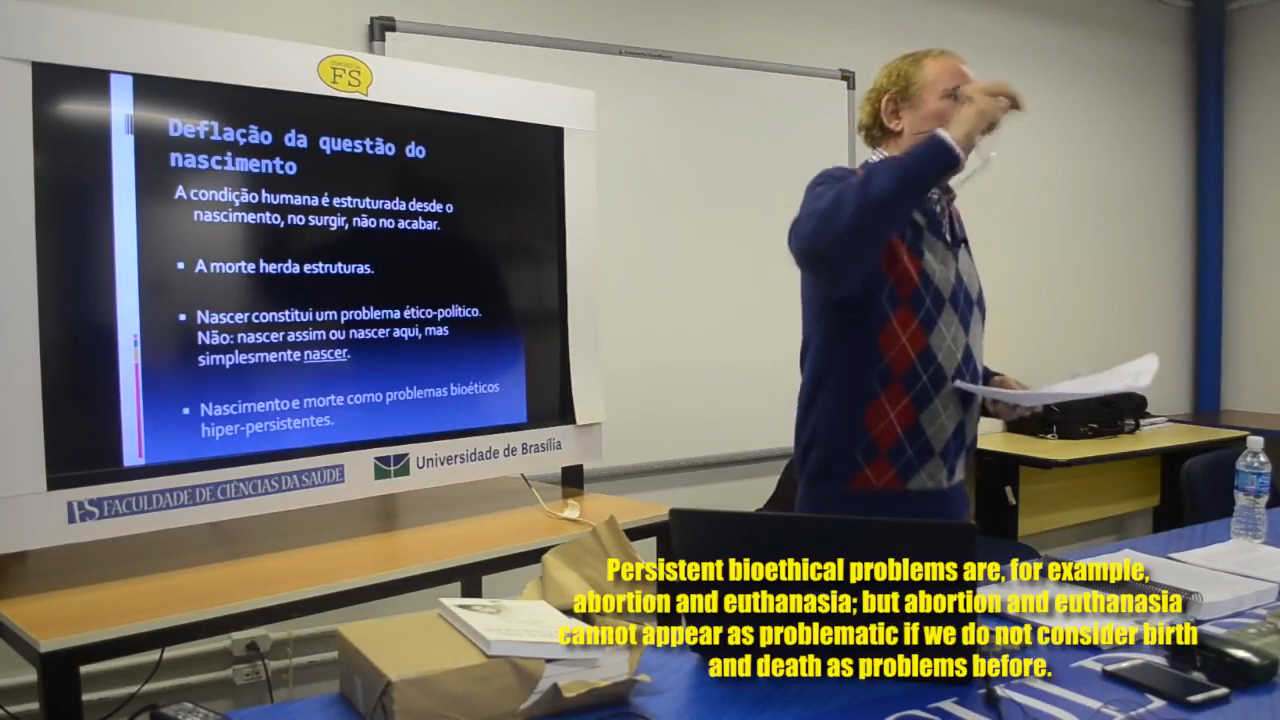 FS
Deflação da questão do
nascimento
A condição humana é estruturada desde o
nascimento, no surgir, não no acabar.
▪ A morte herda estruturas.
▪ Nascer constitui um problema ético-político.
Não: nascer assim ou nascer aqui, mas
simplesmente nascer.
▪ Nascimento e morte como problemas bioéticos
hiper-persistentes.
FS FACULDADE DE CIÊNCIAS DA SAÚDE
Universidade de Brasília
Persistent bioethical problems are, for example,
abortion and euthanasia; but abortion and euthanasia
cannot appear as problematic if we do not consider birth
and death as problems before.